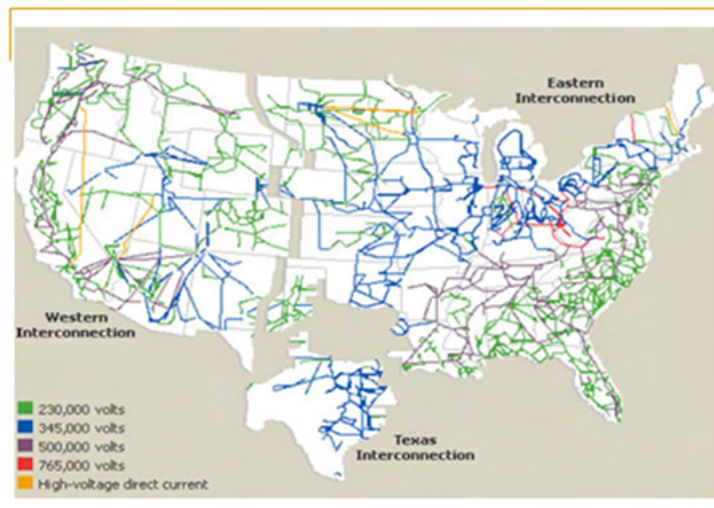 Eastern
Interconnection
Western
Interconnection
Texas
Interconnection
230,000 volts
345,000 volts
500,000 volts
765,000 volts
High-voltage direct current